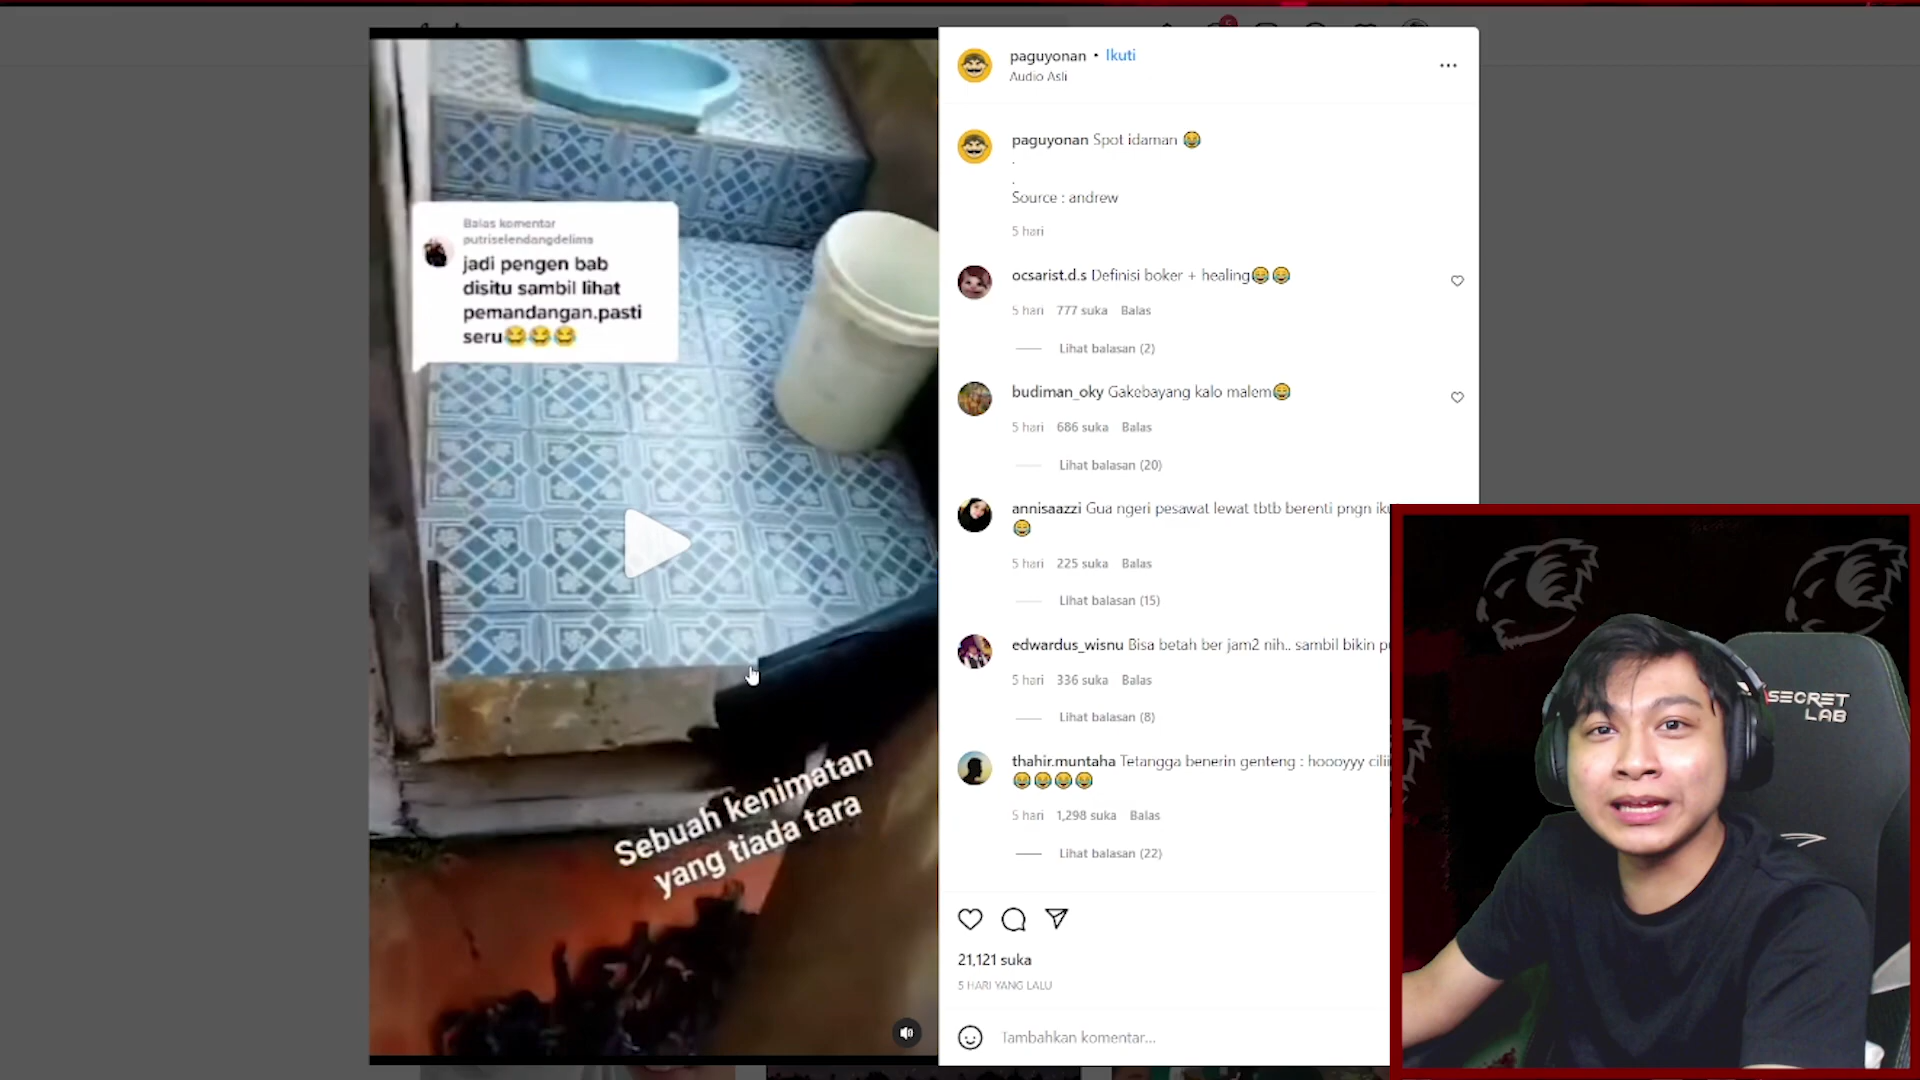 Balas komentar
putriselendangdelima
jadi pengen bab
disitu sambil lihat
pemandangan.pasti
seru😂😂😂
Sebuah kenimatan
yang tiada tara
paguyonan • Ikuti
Audio Asli
paguyonan Spot idaman 😂
.
.
Source : andrew
5 hari
ocsarist.d.s Definisi boker + healing😂😂
5 hari 777 suka Balas
Lihat balasan (2)
budiman_oky Gakebayang kalo malem😂
5 hari 686 suka Balas
Lihat balasan (20)
annisaazzi Gua ngeri pesawat lewat tbtb berenti pngn
😂
5 hari 225 suka Balas
Lihat balasan (15)
edwardus_wisnu Bisa betah ber jam2 nih.. sambil bikin
5 hari 336 suka Balas
Lihat balasan (8)
thahir.muntaha Tetangga benerin genteng : hoooyyy
😂😂😂😂
5 hari 1,298 suka Balas
Lihat balasan (22)
21,121 suka
5 HARI YANG LALU
Tambahkan komentar...
SECRET
LAB